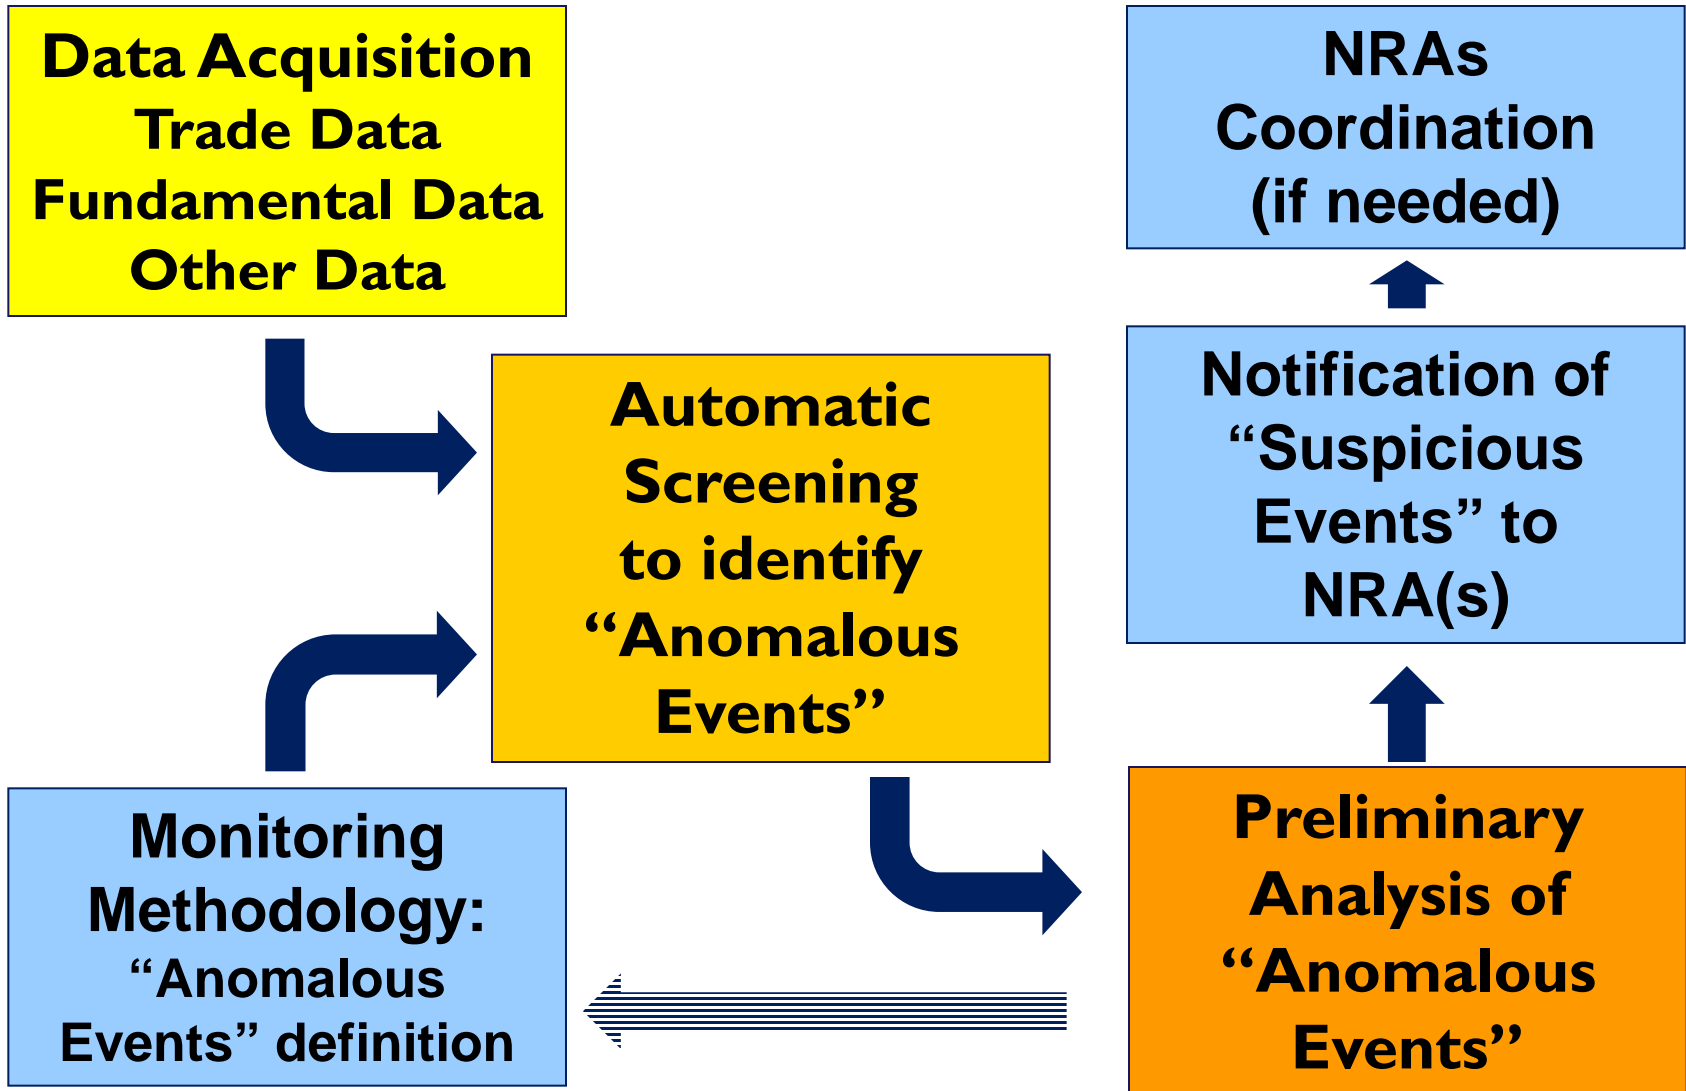 Data Acquisition
Trade Data
Fundamental Data
Other Data
Automatic
Screening
to identify
“Anomalous
Events”
Monitoring
Methodology:
“Anomalous
Events” definition
NRAs
Coordination
(if needed)
Notification of
“Suspicious
Events” to
NRA(s)
Preliminary
Analysis of
“Anomalous
Events”